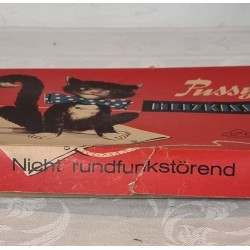 Pussy
HEIZKISS
Nicht rundfunkstörend